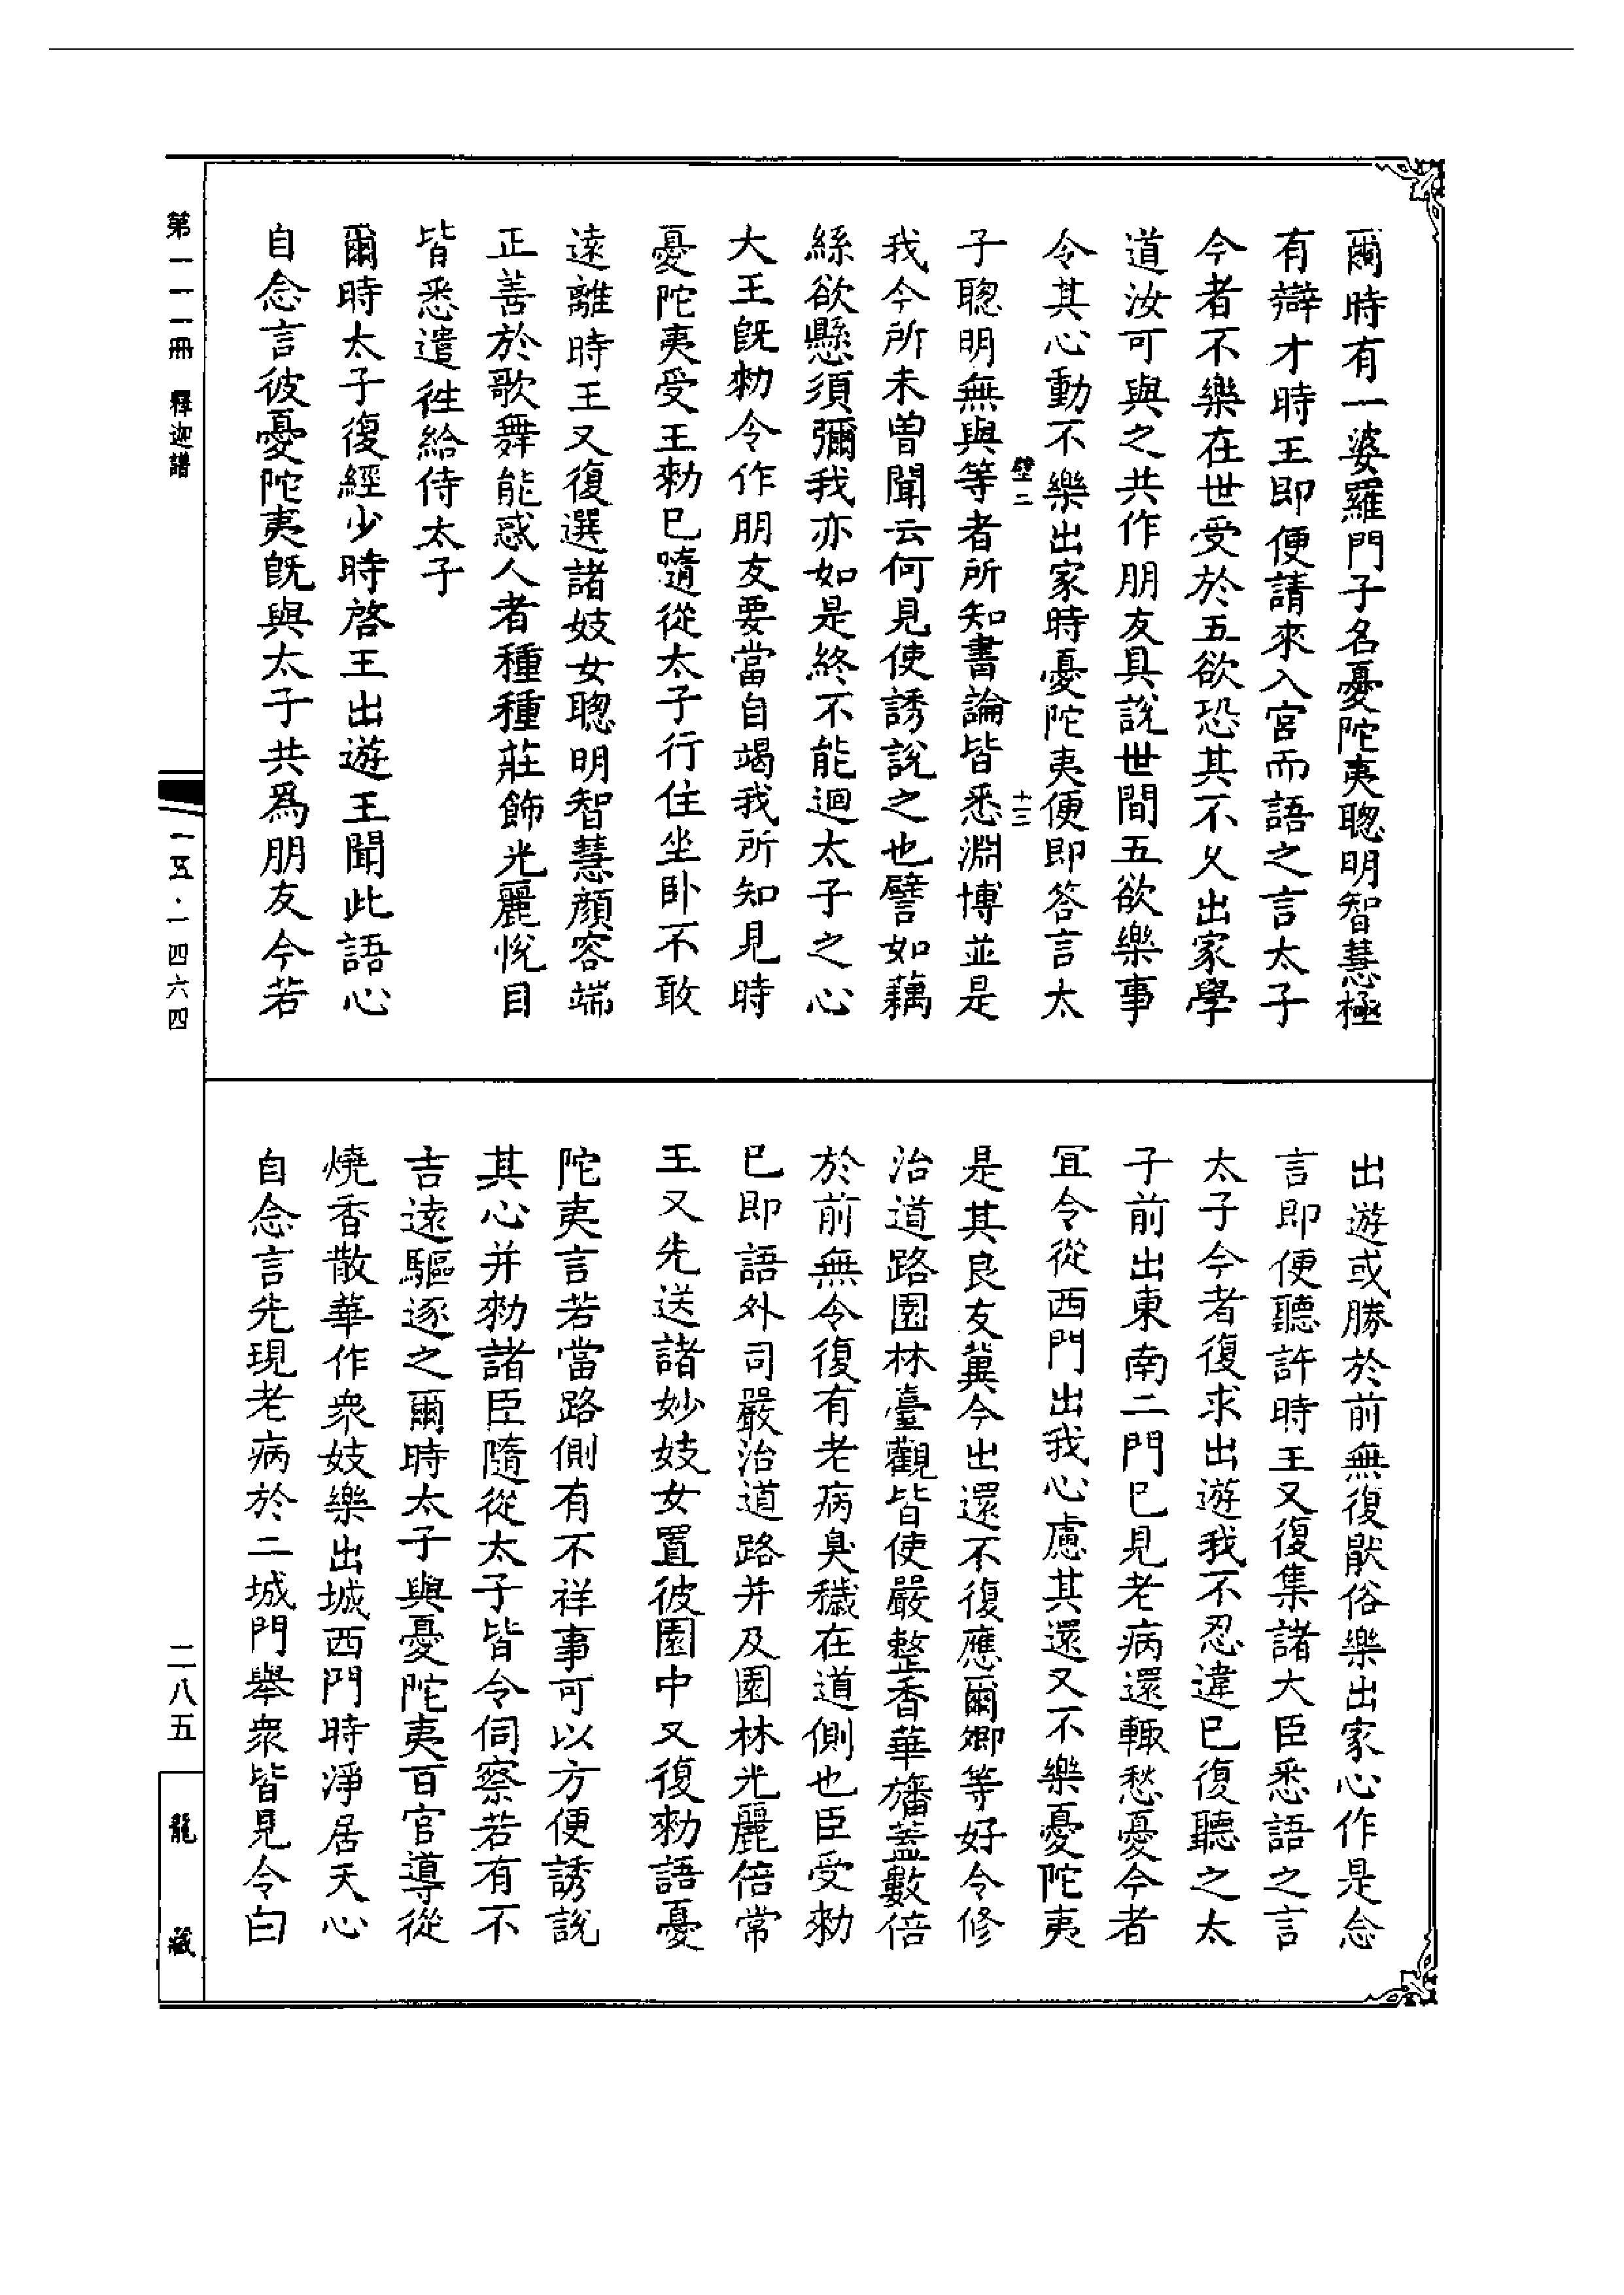 爾時有一婆羅門子名憂陀夷聰明智慧極
有辯才時王即便請來入宮而語之言太子
今者不樂在世受於五欲恐其不乆出家學
道汝可與之共作朋友具說世間五欲樂事
令其心動不樂出家時憂陀夷便即答言太
壁二 十三
子聰明無與等者所知書論皆悉淵博並是
我今所未曽聞云何見使誘說之也譬如藕
絲欲懸須彌我亦如是終不能迴太子之心
大王旣勑令作朋友要當自竭我所知見時
憂陀夷受王勑已隨從太子行住坐卧不敢
遠離時王又復選諸妓女聰明智慧顏容端
正善於歌舞能惑人者種種莊飾光麗悅目
皆悉遣徃給侍太子
爾時太子復經少時啓王出遊王聞此語心
自念言彼憂陀夷旣與太子共爲朋友今若
出遊或勝於前無復猒俗樂出家心作是念
言即便聽許時王又復集諸大臣悉語之言
太子今者復求出遊我不忍違已復聽之太
子前出東南二門已見老病還輙愁憂今者
冝令從西門出我心慮其還又不樂憂陀夷
是其良友冀今出還不復應爾卿等好令修
治道路園林臺觀皆使嚴整香華旛蓋數倍
於前無令復有老病臭穢在道側也臣受勑
已即語外司嚴治道路并及園林光麗倍常
王又先送諸妙妓女置彼園中又復勑語憂
陀夷言若當路側有不祥事可以方便誘說
其心并勑諸臣隨從太子皆令伺察若有不
吉遠驅逐之爾時太子與憂陀夷百官導從
燒香散華作衆妓樂出城西門時淨居天心
自念言先現老病於二城門舉衆皆見令白
第一一一冊 釋迦譜
一五·一四六四
二八五
龍藏